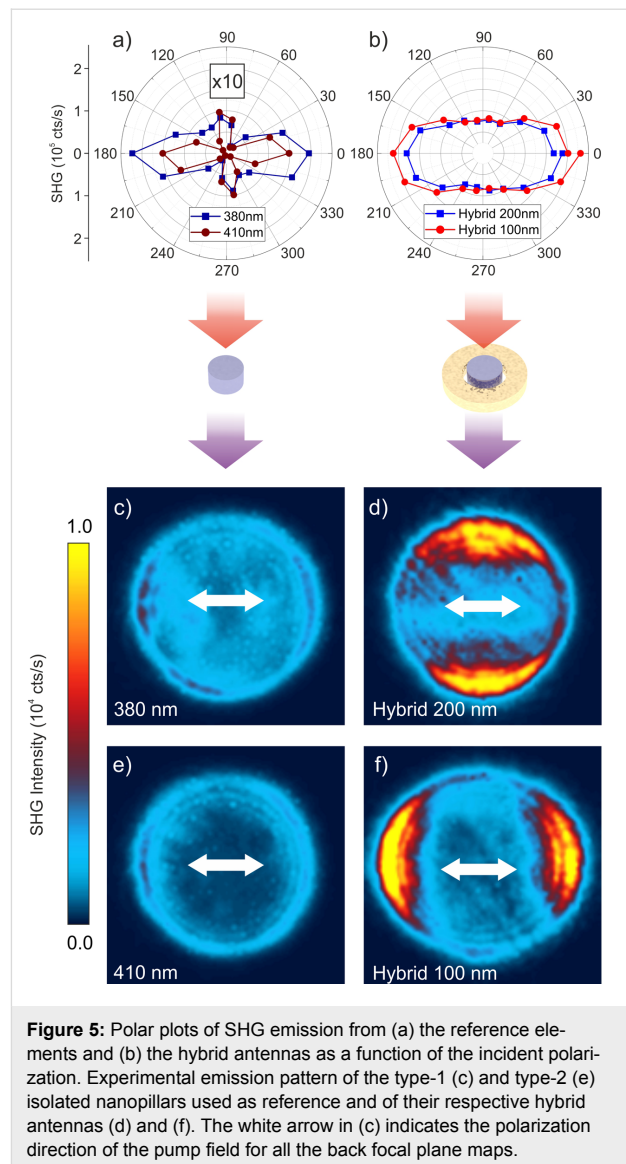 a)
b)
90
120
60
150
30
180
0
210
330
240
300
270
x10
380nm
410nm
90
120
60
150
30
180
0
210
330
240
300
270
Hybrid 200nm
Hybrid 100nm
2
1
0
1
2
SHG (10⁵ cts/s)
1.0
0.0
SHG Intensity (10⁴ cts/s)
c)
380 nm
d)
Hybrid 200 nm
e)
410 nm
f)
Hybrid 100 nm
Figure 5: Polar plots of SHG emission from (a) the reference ele-
ments and (b) the hybrid antennas as a function of the incident polari-
zation. Experimental emission pattern of the type-1 (c) and type-2 (e)
isolated nanopillars used as reference and of their respective hybrid
antennas (d) and (f). The white arrow in (c) indicates the polarization
direction of the pump field for all the back focal plane maps.